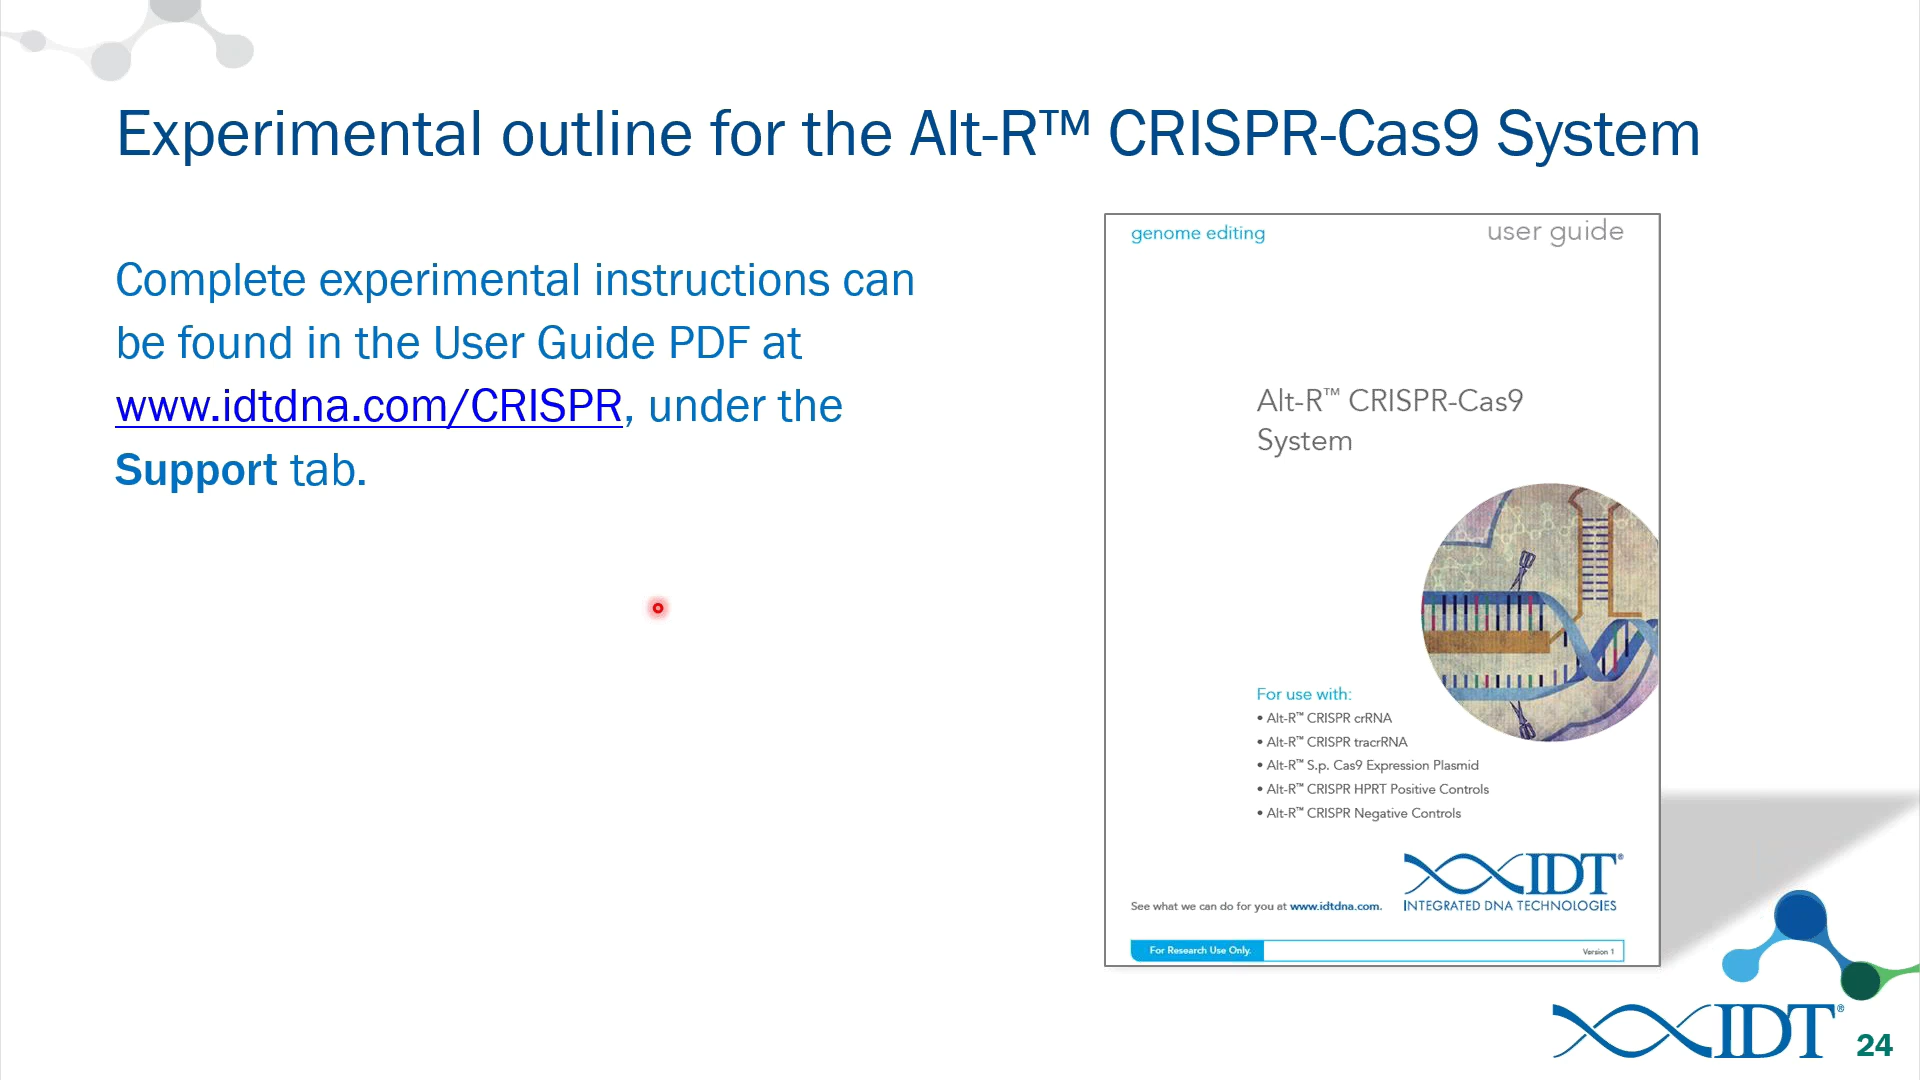 Experimental outline for the Alt-R™ CRISPR-Cas9 System
Complete experimental instructions can
be found in the User Guide PDF at
www.idtdna.com/CRISPR, under the
Support tab.
genome editing
user guide
Alt-R™ CRISPR-Cas9
System
For use with:
• Alt-R™ CRISPR crRNA
• Alt-R™ CRISPR tracrRNA
• Alt-R™ S.p. Cas9 Expression Plasmid
• Alt-R™ CRISPR HPRT Positive Controls
• Alt-R™ CRISPR Negative Controls
IDT®
INTEGRATED DNA TECHNOLOGIES
See what we can do for you at www.idtdna.com.
For Research Use Only.
Version 1
IDT®
24